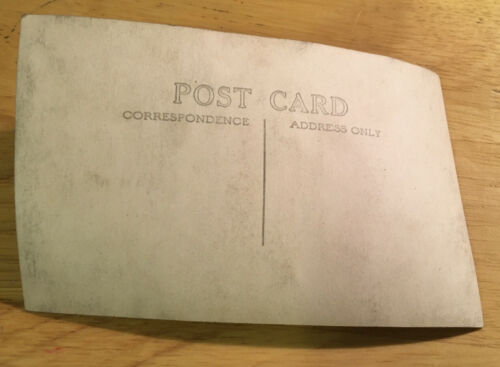 POST CARD
CORRESPONDENCE
ADDRESS ONLY